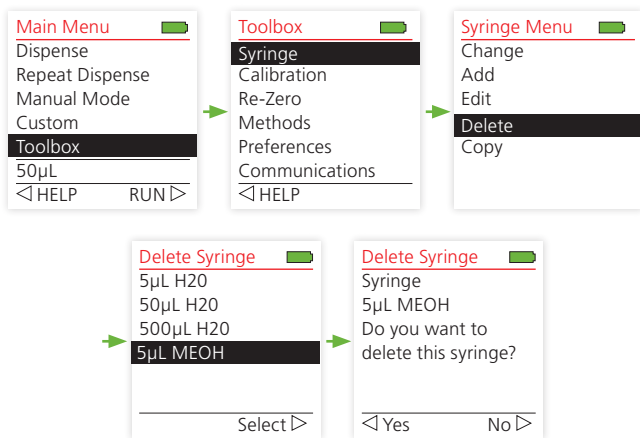 Main Menu
Dispense
Repeat Dispense
Manual Mode
Custom
Toolbox
50µL
◁ HELP RUN ▷
Toolbox
Syringe
Calibration
Re-Zero
Methods
Preferences
Communications
◁ HELP
Syringe Menu
Change
Add
Edit
Delete
Copy
Delete Syringe
5µL H20
50µL H20
500µL H20
5µL MEOH
Select ▷
Delete Syringe
Syringe
5µL MEOH
Do you want to
delete this syringe?
◁ Yes No ▷